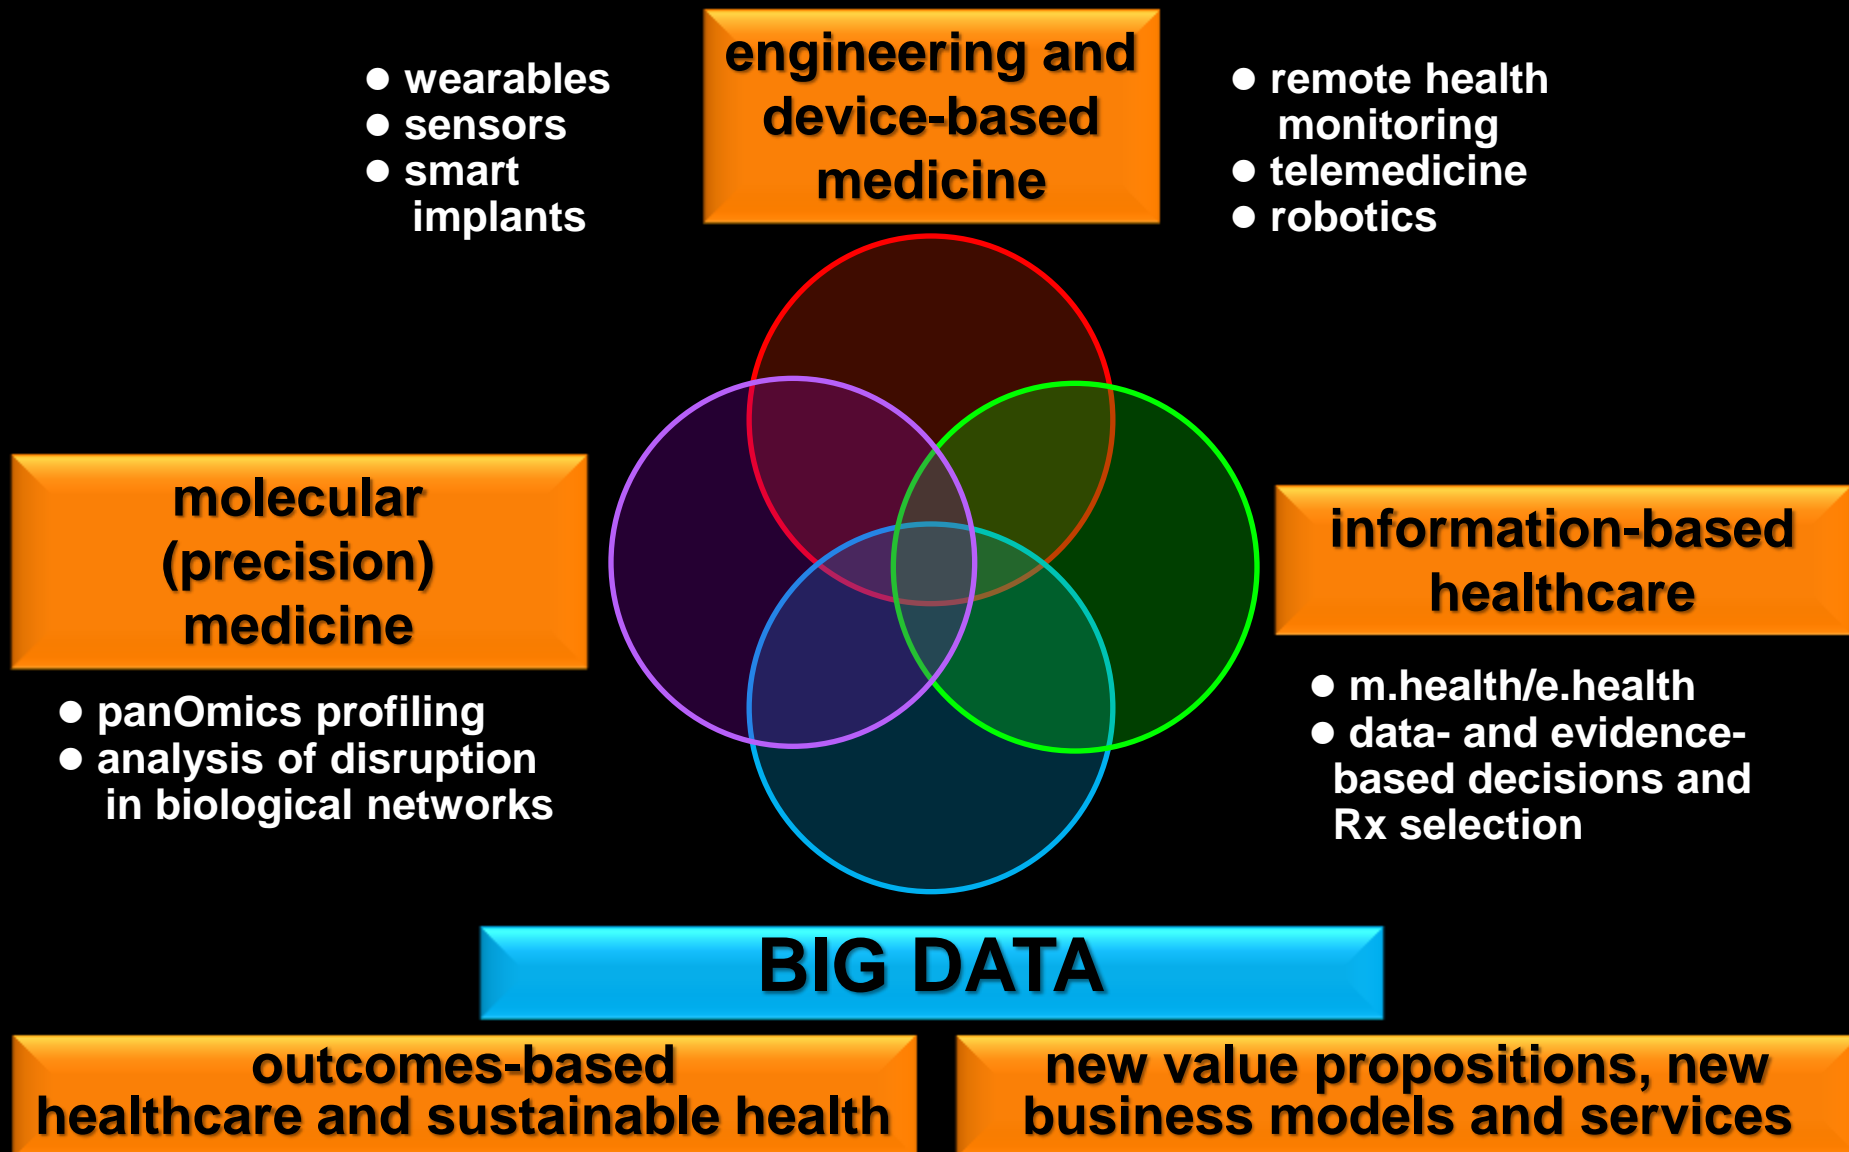 engineering and
device-based
medicine
● wearables
● sensors
● smart
implants
● remote health
monitoring
● telemedicine
● robotics
molecular
(precision)
medicine
● panOmics profiling
● analysis of disruption
in biological networks
information-based
healthcare
● m.health/e.health
● data- and evidence-
based decisions and
Rx selection
BIG DATA
outcomes-based
healthcare and sustainable health
new value propositions, new
business models and services